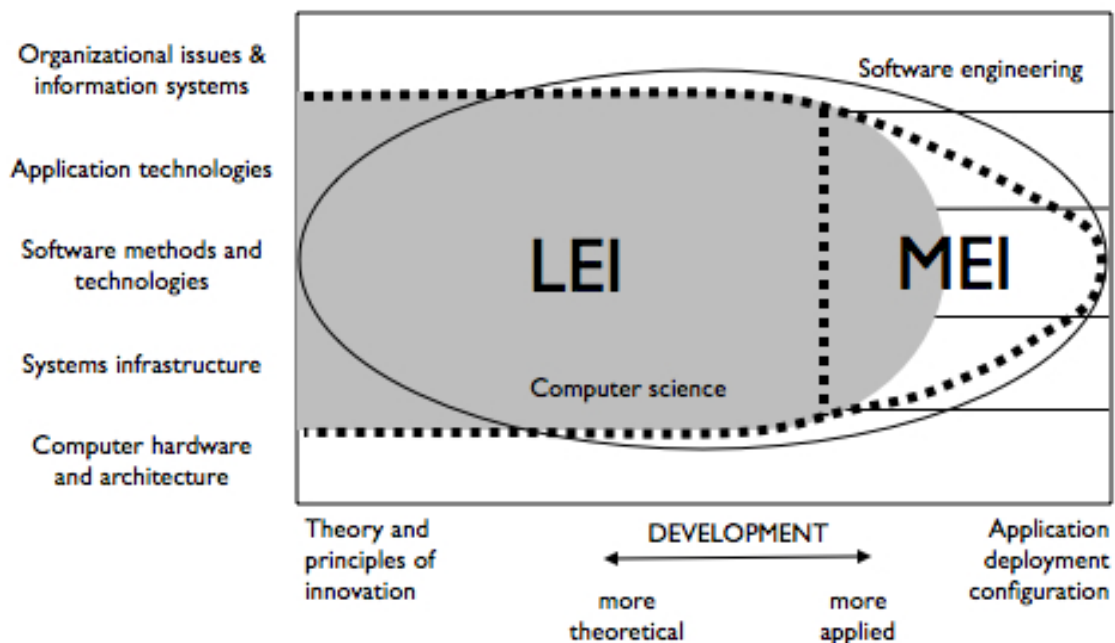 Organizational issues &
information systems
Software engineering
Application technologies
Software methods and
technologies
LEI
MEI
Systems infrastructure
Computer science
Computer hardware
and architecture
Theory and
principles of
innovation
DEVELOPMENT
more
theoretical
more
applied
Application
deployment
configuration